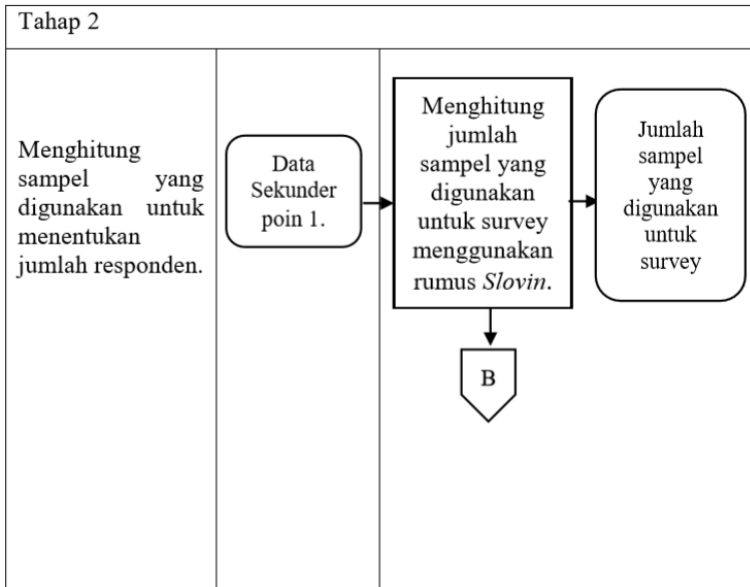 Tahap 2
Menghitung
sampel yang
digunakan untuk
menentukan
jumlah responden.
Data
Sekunder
poin 1.
Menghitung
jumlah
sampel yang
digunakan
untuk survey
menggunakan
rumus Slovin.
Jumlah
sampel
yang
digunakan
untuk
survey
B